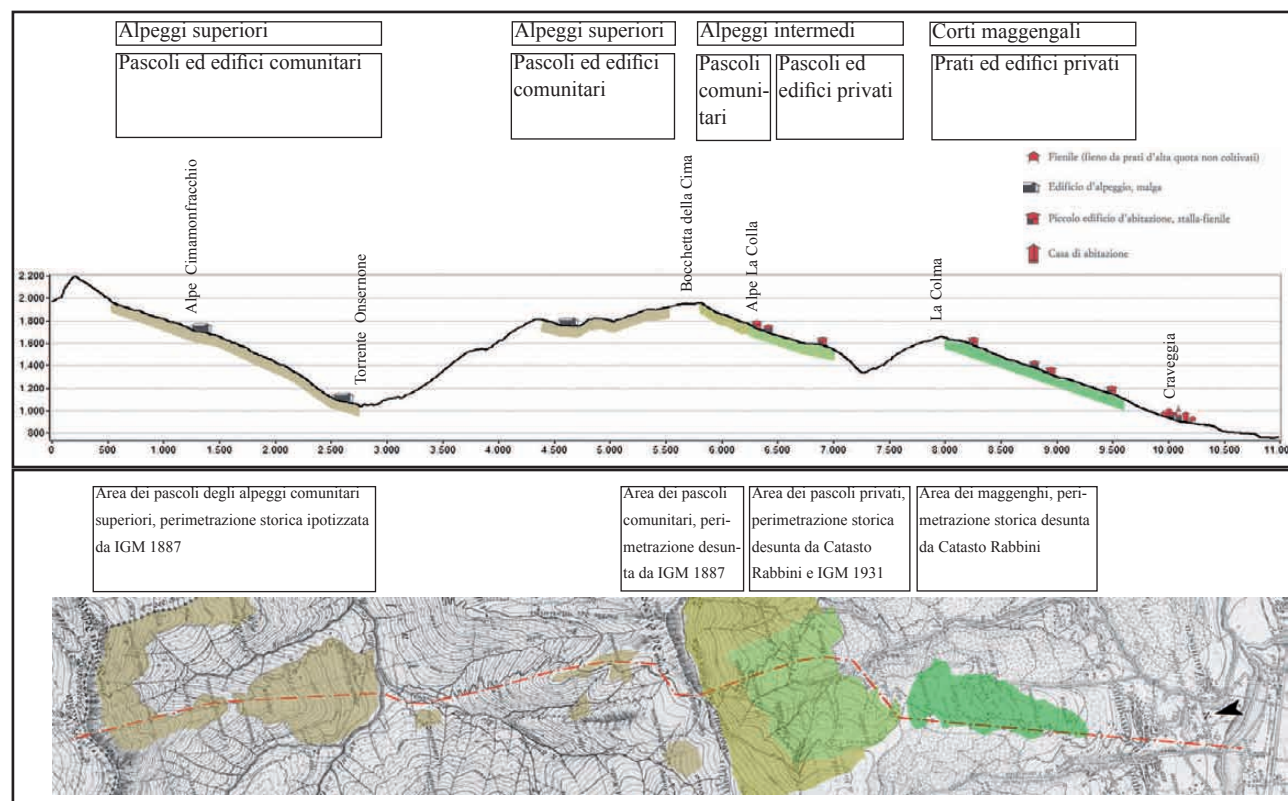 Alpeggi superiori
Alpeggi superiori
Alpeggi intermedi
Corti maggengali
Pascoli ed edifici comunitari
Pascoli ed edifici
comunitari
Pascoli
comuni-
tari
Pascoli ed
edifici privati
Prati ed edifici privati
Fienile (fieno da prati d'alta quota non coltivati)
Edificio d'alpeggio, malga
Piccolo edificio d'abitazione, stalla-fienile
Casa di abitazione
Alpe Cimamonfracchio
Torrente Onsernone
Bocchetta della Cima
Alpe La Colla
La Colma
Craveggia
2.200
2.000
1.800
1.600
1.400
1.200
1.000
800
0
500
1.000
1.500
2.000
2.500
3.000
3.500
4.000
4.500
5.000
5.500
6.000
6.500
7.000
7.500
8.000
8.500
9.000
9.500
10.000
10.500
11.00
Area dei pascoli degli alpeggi comunitari
superiori, perimetrazione storica ipotizzata
da IGM 1887
Area dei pascoli
comunitari, peri-
metrazione desun-
ta da IGM 1887
Area dei pascoli privati,
perimetrazione storica
desunta da Catasto
Rabbini e IGM 1931
Area dei maggenghi, peri-
metrazione storica desunta
da Catasto Rabbini